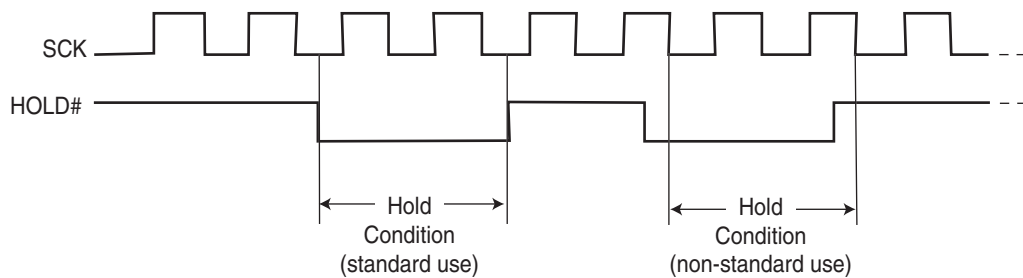 SCK
HOLD#
Hold
Condition
(standard use)
Hold
Condition
(non-standard use)